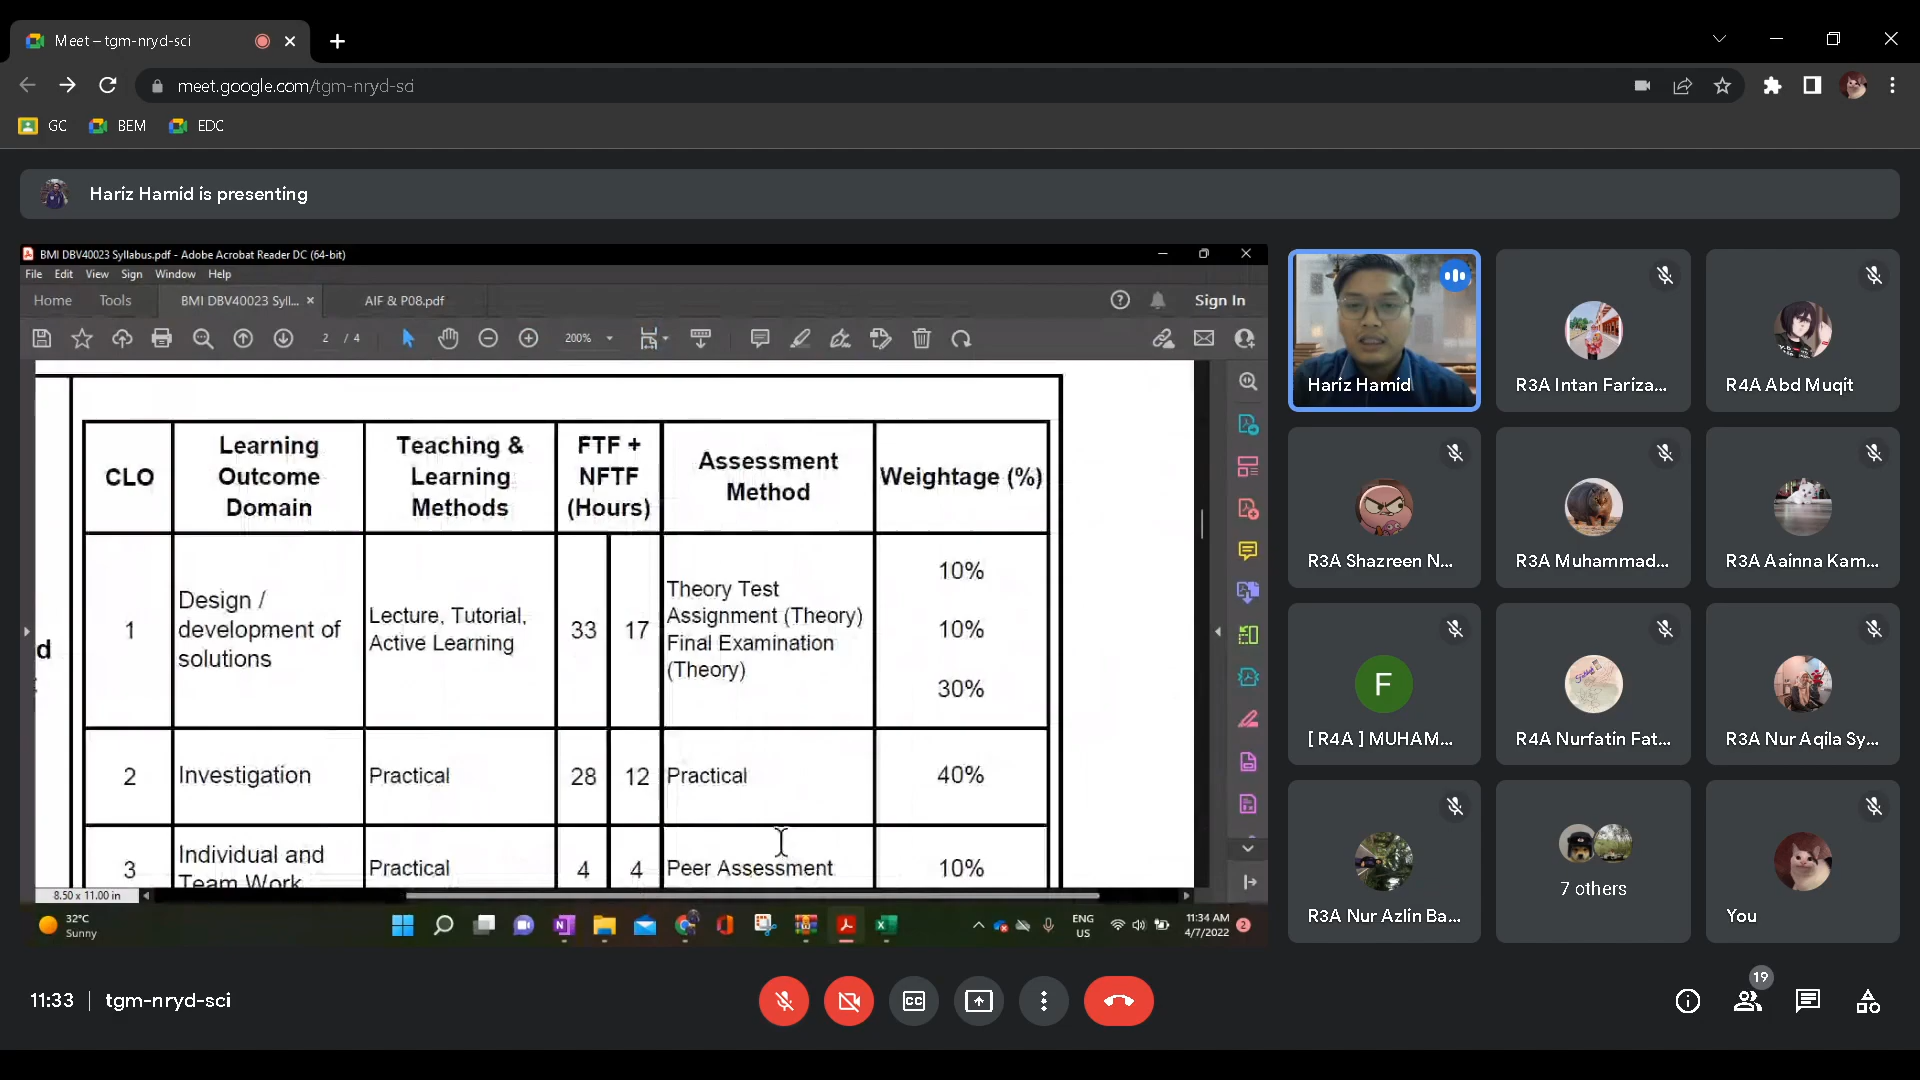 Meet – tgm-nryd-sci
meet.google.com/tgm-nryd-sci
GC BEM EDC
Hariz Hamid is presenting
BMI DBV40023 Syllabus.pdf - Adobe Acrobat Reader DC (64-bit)
File Edit View Sign Window Help
Home Tools BMI DBV40023 Syll... AIF & P08.pdf Sign In
2 / 4 200%
CLO
Learning
Outcome
Domain
Teaching &
Learning
Methods
FTF +
NFTF
(Hours)
Assessment
Method
Weightage (%)
d
1
Design /
development of
solutions
Lecture, Tutorial,
Active Learning
33 17
Theory Test
Assignment (Theory)
Final Examination
(Theory)
10%
10%
30%
2 Investigation Practical 28 12 Practical 40%
3
Individual and
Team Work
Practical 4 4 Peer Assessment 10%
8.50 x 11.00 in
32°C
Sunny
ENG
US
11:34 AM
4/7/2022
2
Hariz Hamid
R3A Intan Fariza...
R4A Abd Muqit
R3A Shazreen N...
R3A Muhammad...
R3A Aainna Kam...
F
[ R4A ] MUHAM...
R4A Nurfatin Fat...
R3A Nur Aqila Sy...
R3A Nur Azlin Ba...
7 others
You
11:33 | tgm-nryd-sci
CC
19